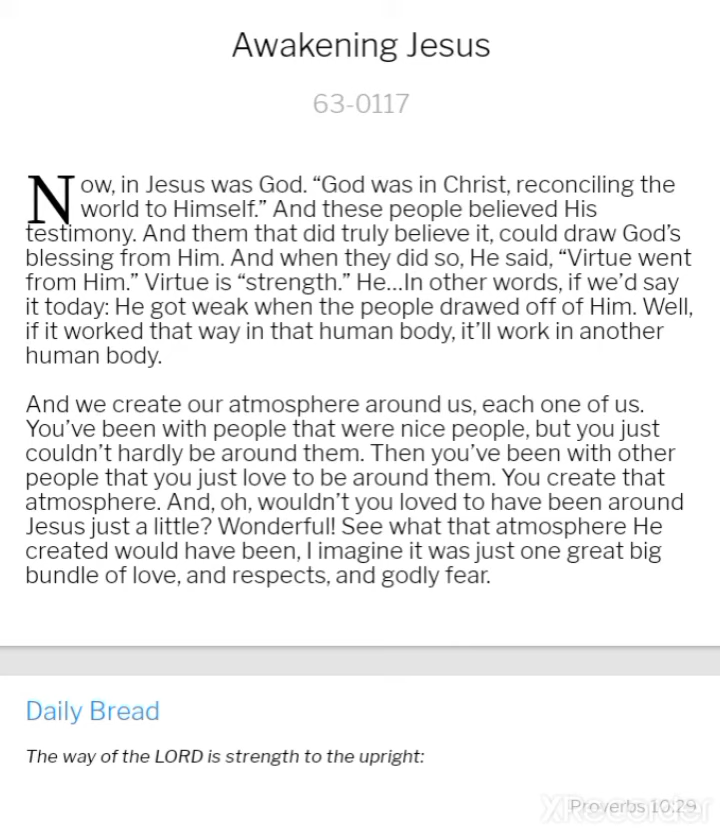 Awakening Jesus
63-0117
Now, in Jesus was God. “God was in Christ, reconciling the
world to Himself.” And these people believed His
testimony. And them that did truly believe it, could draw God’s
blessing from Him. And when they did so, He said, “Virtue went
from Him.” Virtue is “strength.” He...In other words, if we’d say
it today: He got weak when the people drawed off of Him. Well,
if it worked that way in that human body, it’ll work in another
human body.
And we create our atmosphere around us, each one of us.
You’ve been with people that were nice people, but you just
couldn’t hardly be around them. Then you’ve been with other
people that you just love to be around them. You create that
atmosphere. And, oh, wouldn’t you loved to have been around
Jesus just a little? Wonderful! See what that atmosphere He
created would have been, I imagine it was just one great big
bundle of love, and respects, and godly fear.
Daily Bread
The way of the LORD is strength to the upright:
Proverbs 10:29
XRecorder